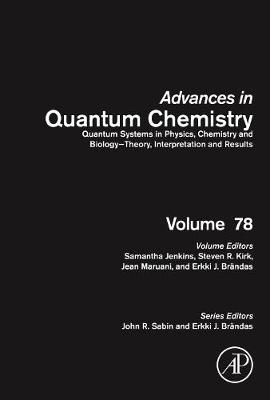 Advances in
Quantum Chemistry
Quantum Systems in Physics, Chemistry and
Biology—Theory, Interpretation and Results
Volume 78
Volume Editors
Samantha Jenkins, Steven R. Kirk,
Jean Maruani, and Erkki J. Brändas
Series Editors
John R. Sabin and Erkki J. Brändas
AP